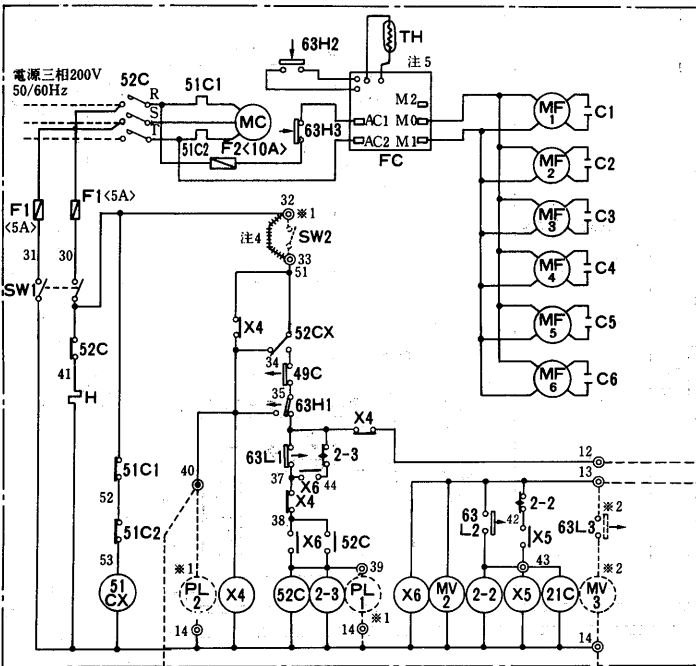 電源三相200V
50/60Hz
52C
R
S
T
51C1
51C2
MC
F2<10A>
63H2
63H3
TH
注5
AC1
AC2
M2
M0
M1
FC
MF
1
C1
MF
2
C2
MF
3
C3
MF
4
C4
MF
5
C5
MF
6
C6
F1
<5A>
F1<5A>
31
30
SW1
52C
41
H
32
※1
注4
SW2
33
51
X4
52CX
34
49C
35
63H1
X4
63L1
2-3
37
X6
44
X4
38
X6
52C
39
40
51C1
52
51C2
53
51
CX
※1
PL
2
14
X4
52C
2-3
PL
1
14
※1
12
13
63
L2
42
2-2
X5
43
63L3
※2
※2
X6
MV
2
2-2
X5
21C
MV
3
14